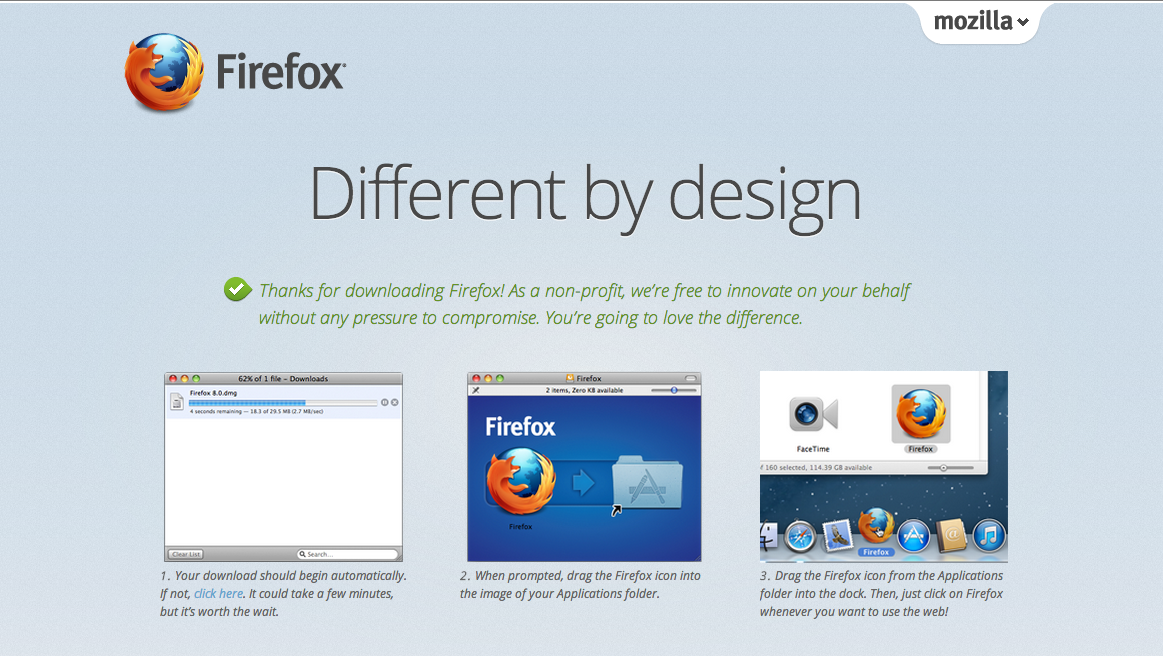 mozilla
Firefox
Different by design
Thanks for downloading Firefox! As a non-profit, we're free to innovate on your behalf
without any pressure to compromise. You're going to love the difference.
62% of 1 file – Downloads
Firefox 8.0.dmg
4 seconds remaining — 18.3 of 29.5 MB (2.7 MB/sec)
Clear List
Search...
1. Your download should begin automatically.
If not, click here. It could take a few minutes,
but it's worth the wait.
Firefox
2 items, Zero KB available
Firefox
Firefox
2. When prompted, drag the Firefox icon into
the image of your Applications folder.
FaceTime
Firefox
f 160 selected, 114.39 GB available
Firefox
3. Drag the Firefox icon from the Applications
folder into the dock. Then, just click on Firefox
whenever you want to use the web!